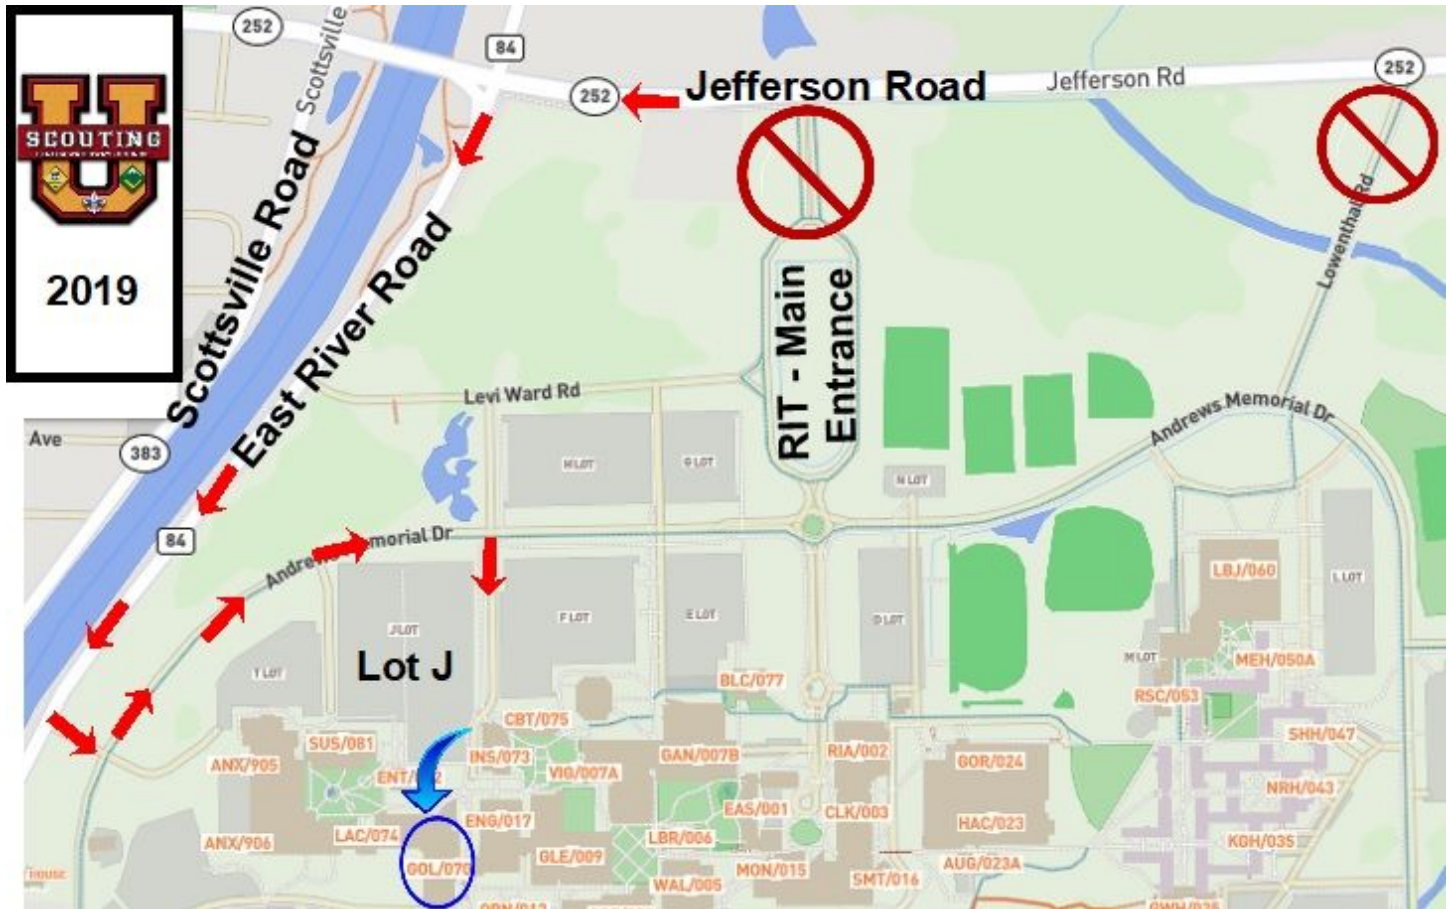 252
Scottsville
84
252
Jefferson Road
Jefferson Rd
252
SCOUTING
2019
Scottsville Road
East River Road
RIT - Main
Entrance
Lowenthal Rd
Levi Ward Rd
Andrews Memorial Dr
Ave
383
M LOT
G LOT
N LOT
84
Andrews Memorial Dr
LBJ/060
L LOT
J LOT
F LOT
E LOT
D LOT
T LOT
Lot J
M LOT
MEH/050A
BLC/077
RSC/053
CBT/075
SUS/081
INS/073
GAN/007B
RIA/002
SHH/047
ANX/905
VIG/007A
GOR/024
NRH/043
EAS/001
CLK/003
ENG/017
HAC/023
ANX/906
LAC/074
LBR/006
KGH/035
GLE/009
GOL/070
MON/015
AUG/023A
HOUSE
WAL/005
SMT/016